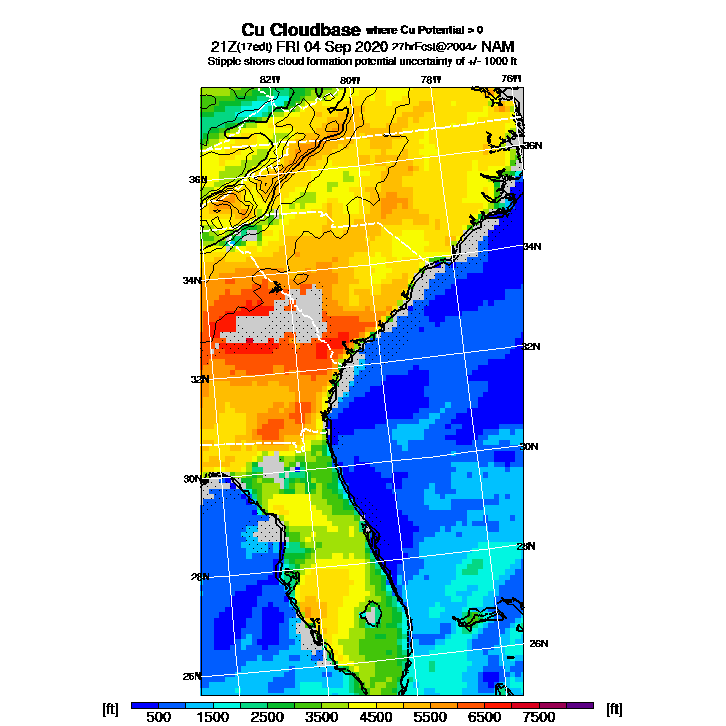 Cu Cloudbase where Cu Potential > 0
21Z(17edt) FRI 04 Sep 2020 27hrFcst@2004z NAM
Stipple shows cloud formation potential uncertainty of +/- 1000 ft
82W 80W 78W 76W
36N
36N
34N
34N
32N
32N
30N
30N
28N
28N
26N
26N
[ft] 500 1500 2500 3500 4500 5500 6500 7500 [ft]